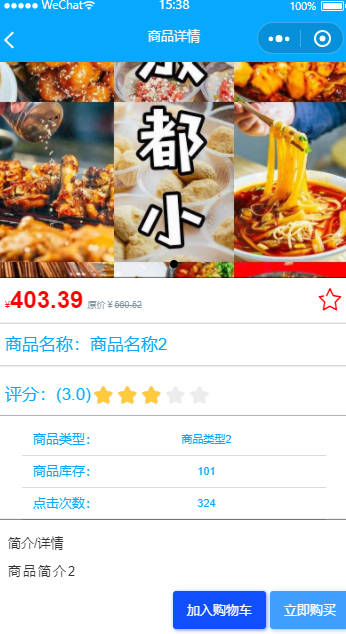 WeChat 15:38 100%
商品详情
都
小
¥403.39 原价¥560.52
商品名称：商品名称2
评分：(3.0)
商品类型： 商品类型2
商品库存： 101
点击次数： 324
简介/详情
商品简介2
加入购物车 立即购买